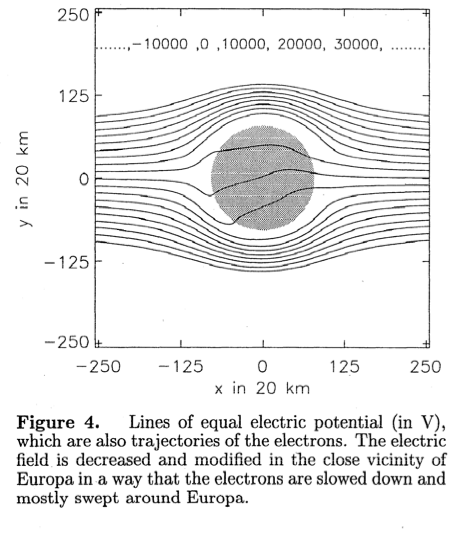 250
.......,-10000 ,0 ,10000, 20000, 30000, ........
125
y in 20 km
0
-125
-250
-250 -125 0 125 250
x in 20 km
Figure 4. Lines of equal electric potential (in V),
which are also trajectories of the electrons. The electric
field is decreased and modified in the close vicinity of
Europa in a way that the electrons are slowed down and
mostly swept around Europa.